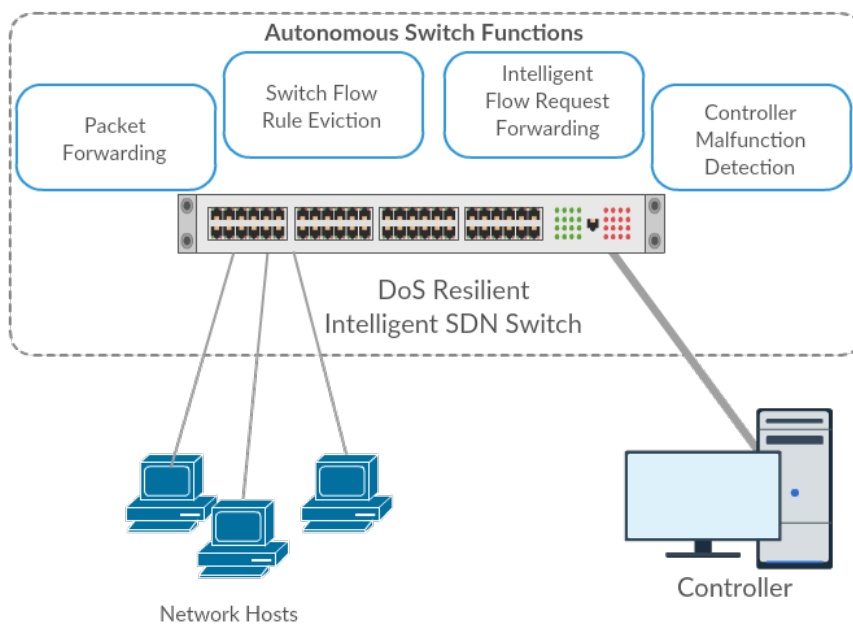 Autonomous Switch Functions
Packet
Forwarding
Switch Flow
Rule Eviction
Intelligent
Flow Request
Forwarding
Controller
Malfunction
Detection
DoS Resilient
Intelligent SDN Switch
Network Hosts
Controller